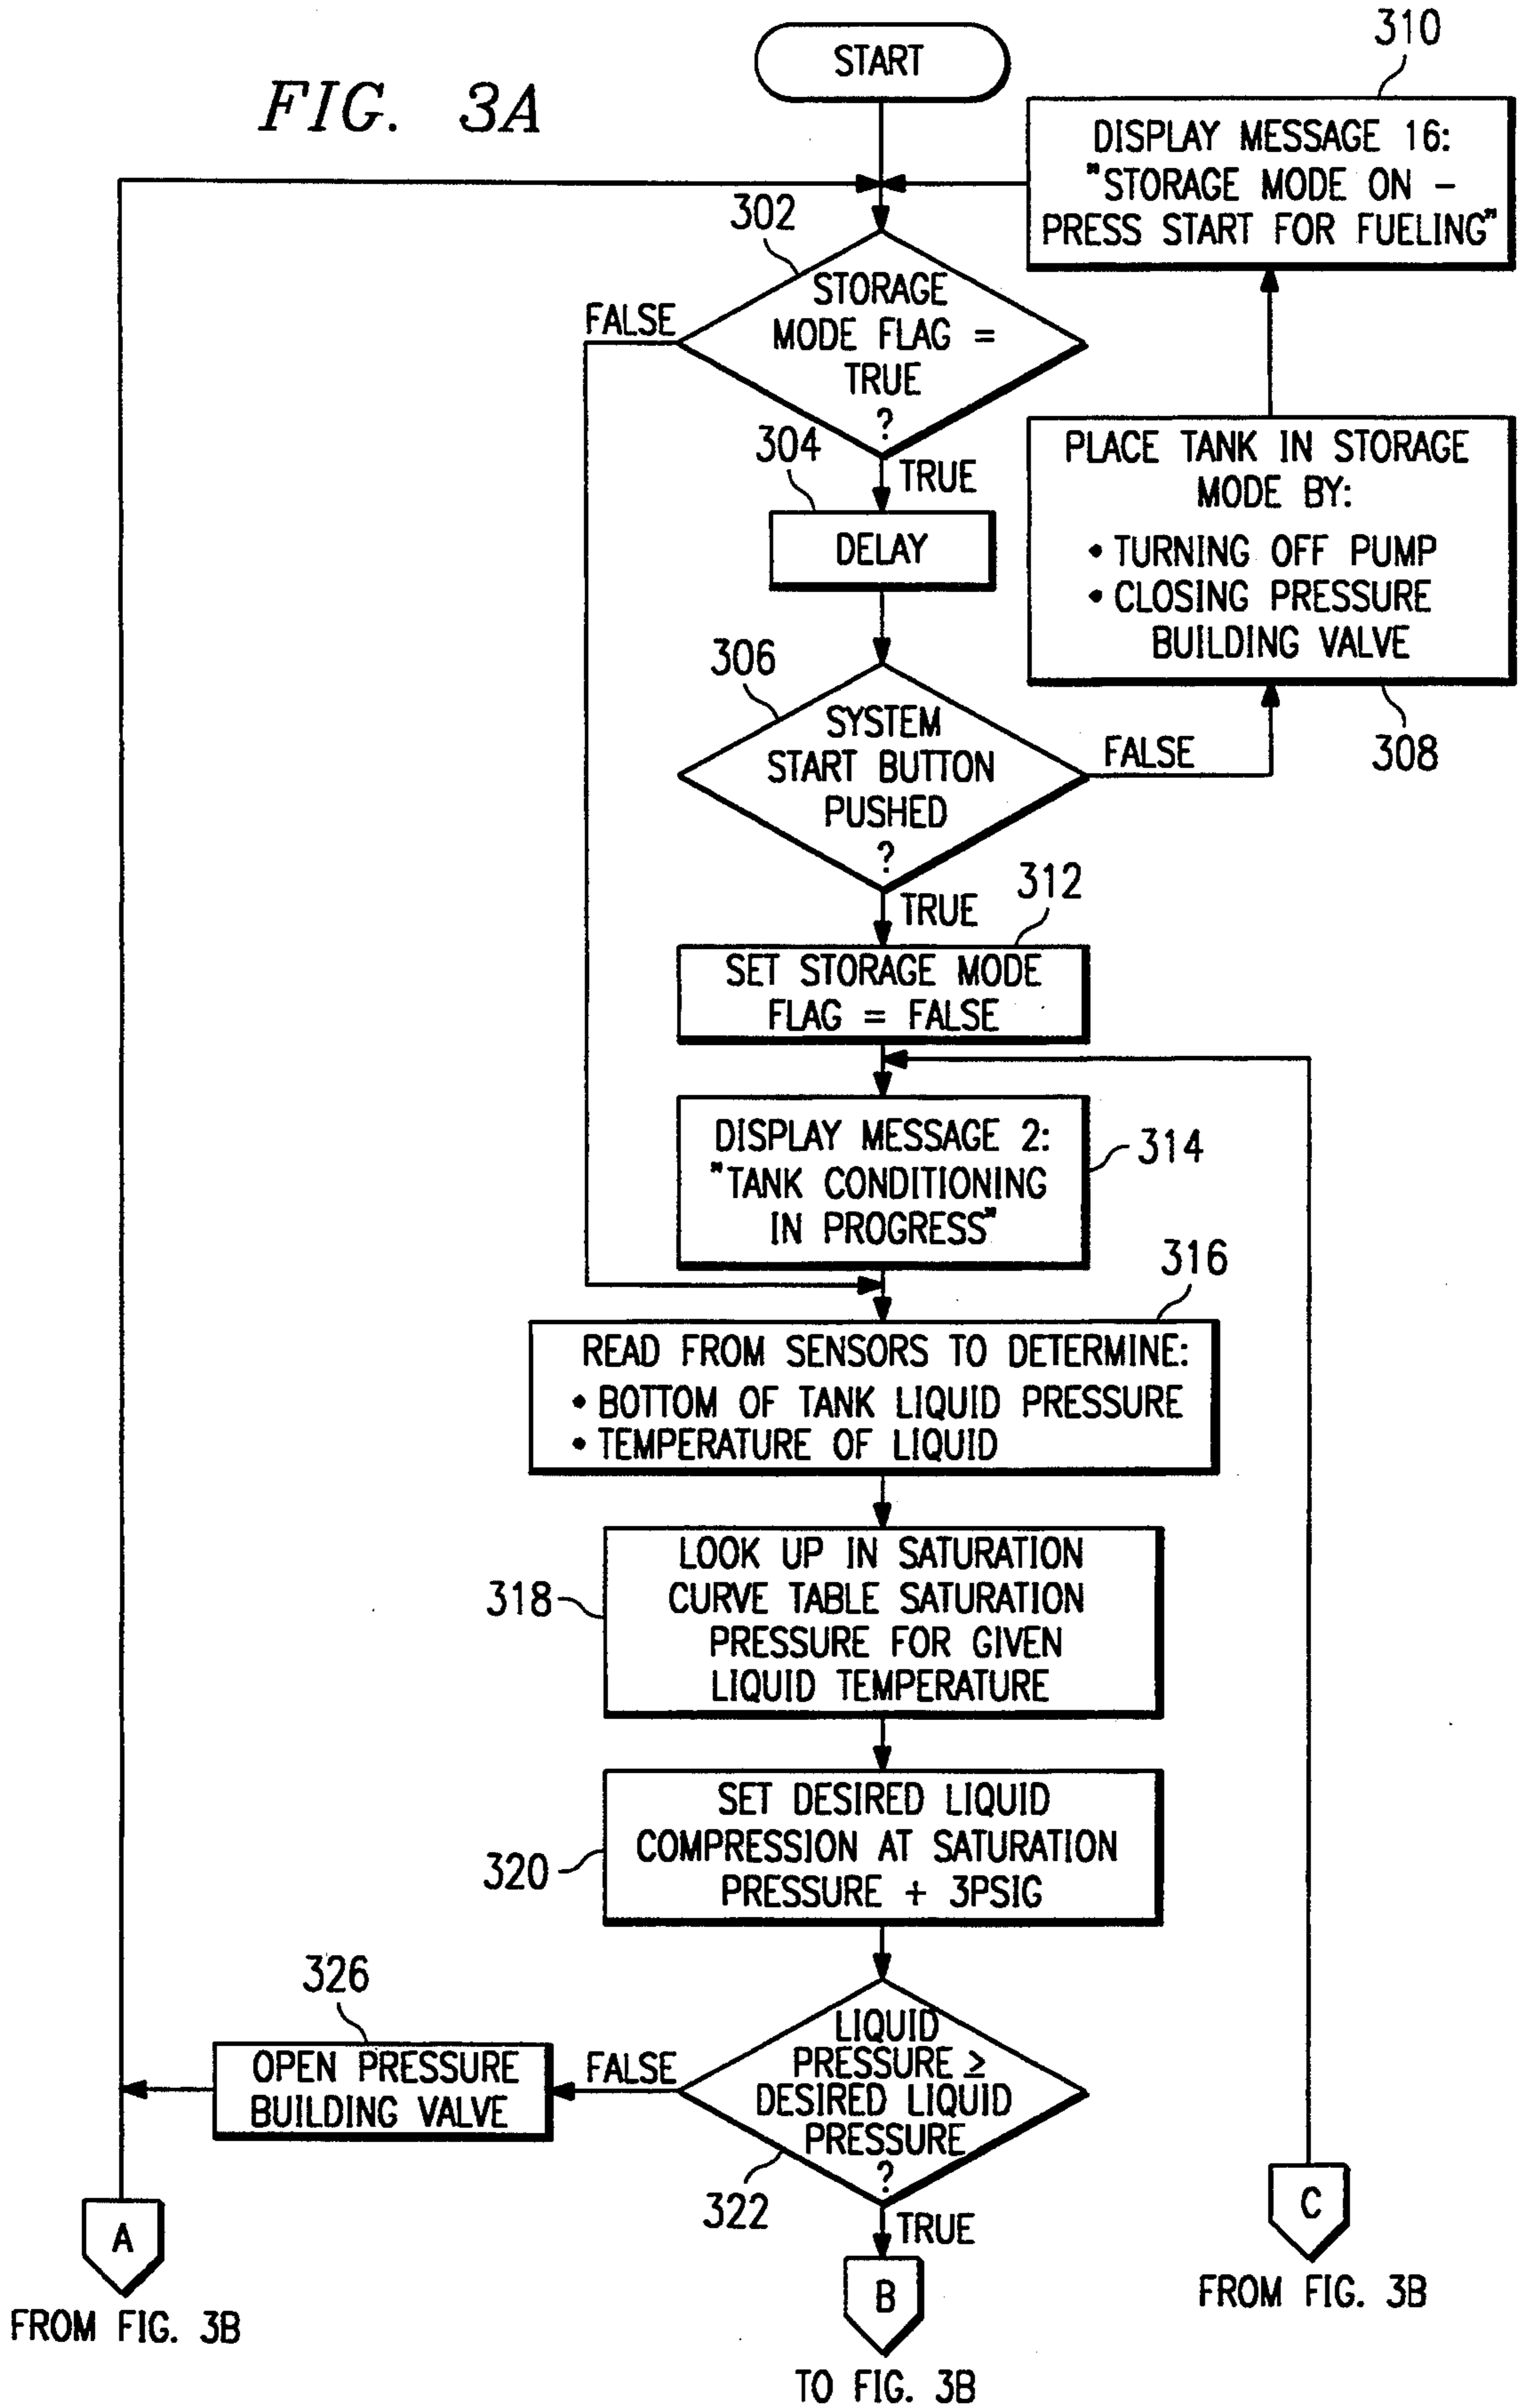 FIG. 3A
START
310
DISPLAY MESSAGE 16:
"STORAGE MODE ON –
PRESS START FOR FUELING"
302
STORAGE
MODE FLAG =
TRUE
?
FALSE
TRUE
304
DELAY
PLACE TANK IN STORAGE
MODE BY:
• TURNING OFF PUMP
• CLOSING PRESSURE
BUILDING VALVE
308
306
SYSTEM
START BUTTON
PUSHED
?
FALSE
TRUE
312
SET STORAGE MODE
FLAG = FALSE
DISPLAY MESSAGE 2:
"TANK CONDITIONING
IN PROGRESS"
314
316
READ FROM SENSORS TO DETERMINE:
• BOTTOM OF TANK LIQUID PRESSURE
• TEMPERATURE OF LIQUID
318
LOOK UP IN SATURATION
CURVE TABLE SATURATION
PRESSURE FOR GIVEN
LIQUID TEMPERATURE
320
SET DESIRED LIQUID
COMPRESSION AT SATURATION
PRESSURE + 3PSIG
322
LIQUID
PRESSURE ≥
DESIRED LIQUID
PRESSURE
?
FALSE
326
OPEN PRESSURE
BUILDING VALVE
TRUE
A
FROM FIG. 3B
B
TO FIG. 3B
C
FROM FIG. 3B